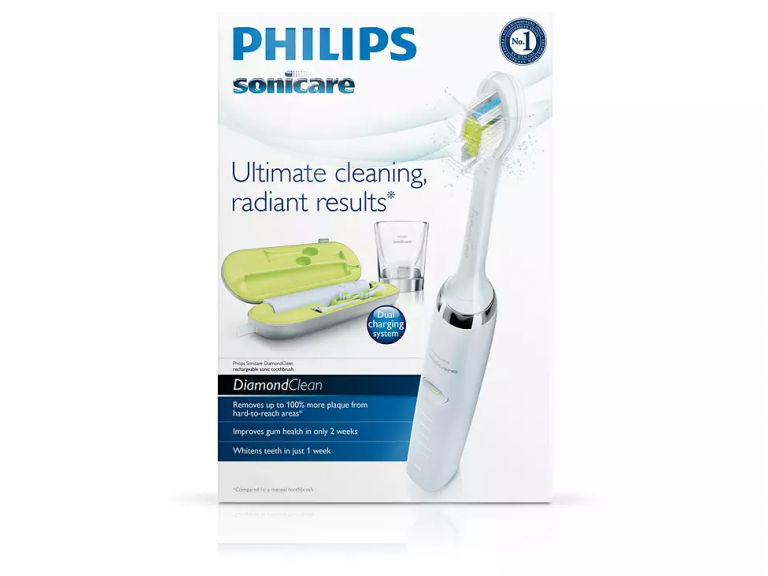 PHILIPS
sonicare
No.1
Ultimate cleaning,
radiant results*
Dual
charging
system
Philips Sonicare DiamondClean
rechargeable sonic toothbrush
DiamondClean
Removes up to 100% more plaque from
hard-to-reach areas*
Improves gum health in only 2 weeks
Whitens teeth in just 1 week
*Compared to a manual toothbrush